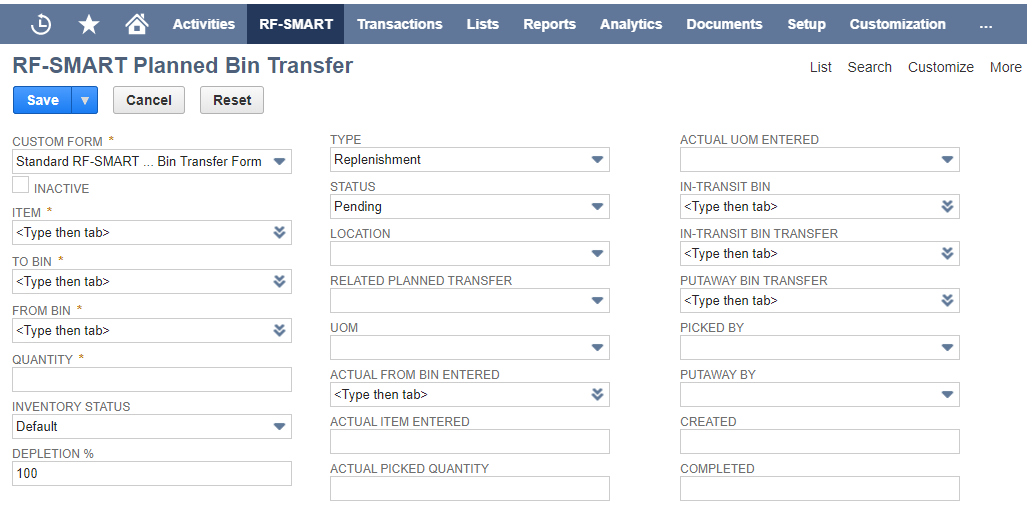 Activities RF-SMART Transactions Lists Reports Analytics Documents Setup Customization ...
RF-SMART Planned Bin Transfer
List Search Customize More
Save Cancel Reset
CUSTOM FORM *
Standard RF-SMART ... Bin Transfer Form
INACTIVE
ITEM *
<Type then tab>
TO BIN *
<Type then tab>
FROM BIN *
<Type then tab>
QUANTITY *
INVENTORY STATUS
Default
DEPLETION %
100
TYPE
Replenishment
STATUS
Pending
LOCATION
RELATED PLANNED TRANSFER
UOM
ACTUAL FROM BIN ENTERED
<Type then tab>
ACTUAL ITEM ENTERED
ACTUAL PICKED QUANTITY
ACTUAL UOM ENTERED
IN-TRANSIT BIN
<Type then tab>
IN-TRANSIT BIN TRANSFER
<Type then tab>
PUTAWAY BIN TRANSFER
<Type then tab>
PICKED BY
PUTAWAY BY
CREATED
COMPLETED